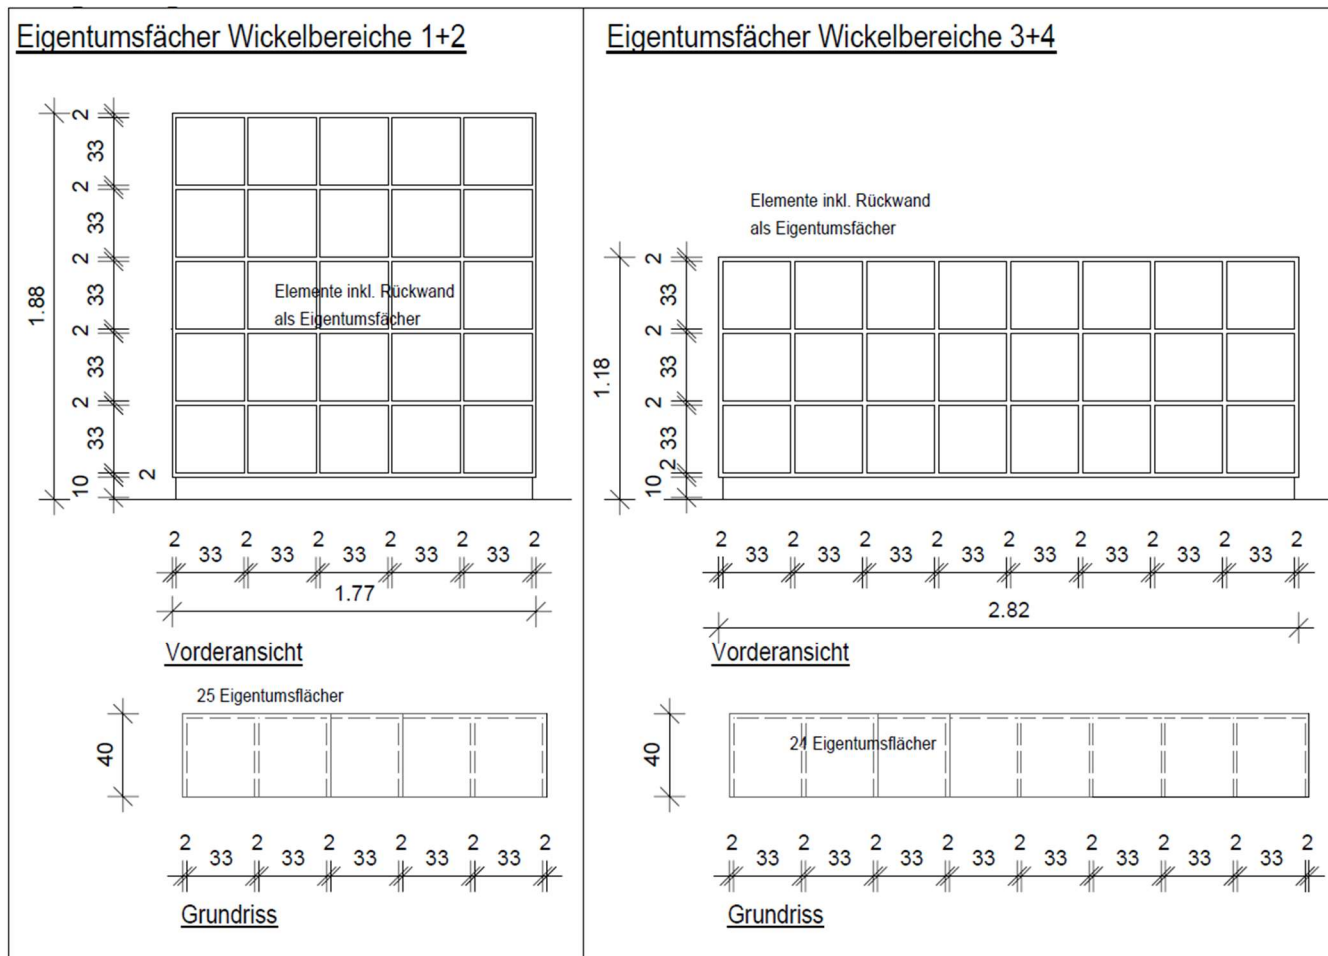 Eigentumsfächer Wickelbereiche 1+2
2
33
2
33
2
33
2
33
2
33
10
2
1.88
Elemente inkl. Rückwand
als Eigentumsfächer
2 33 2 33 2 33 2 33 2 33 2
1.77
Vorderansicht
25 Eigentumsflächer
40
2 33 2 33 2 33 2 33 2 33 2
Grundriss
Eigentumsfächer Wickelbereiche 3+4
Elemente inkl. Rückwand
als Eigentumsfächer
2
33
2
33
2
33
2
10
1.18
2 33 2 33 2 33 2 33 2 33 2 33 2 33 2 33 2
2.82
Vorderansicht
24 Eigentumsflächer
40
2 33 2 33 2 33 2 33 2 33 2 33 2 33 2 33 2
Grundriss